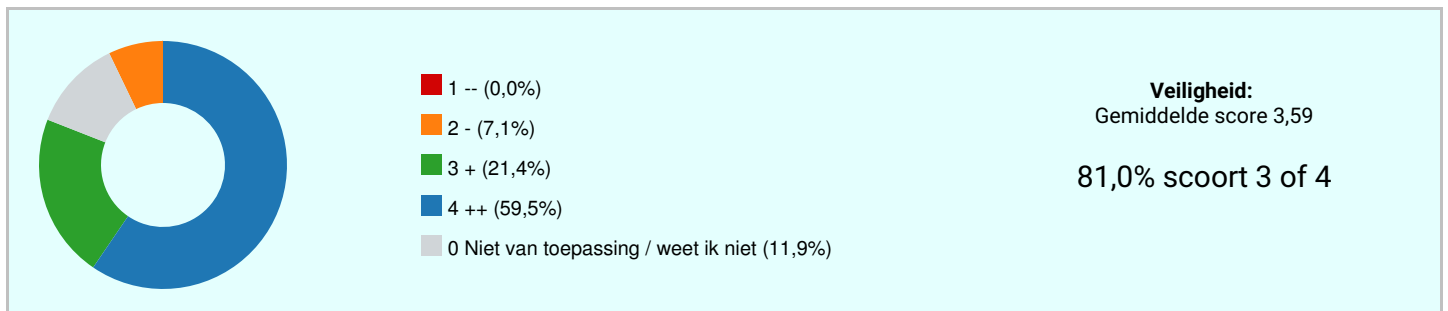 1 -- (0,0%)
2 - (7,1%)
3 + (21,4%)
4 ++ (59,5%)
0 Niet van toepassing / weet ik niet (11,9%)
Veiligheid:
Gemiddelde score 3,59
81,0% scoort 3 of 4